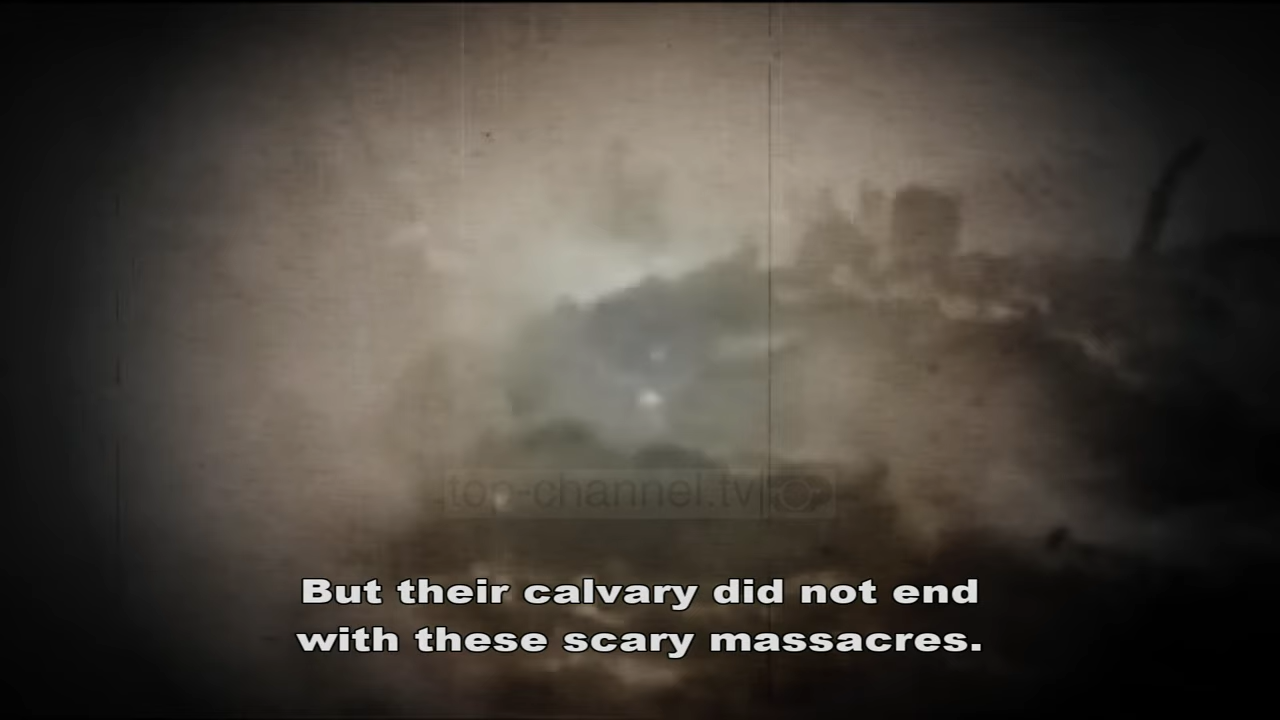 top-channel.tv
But their calvary did not end
with these scary massacres.